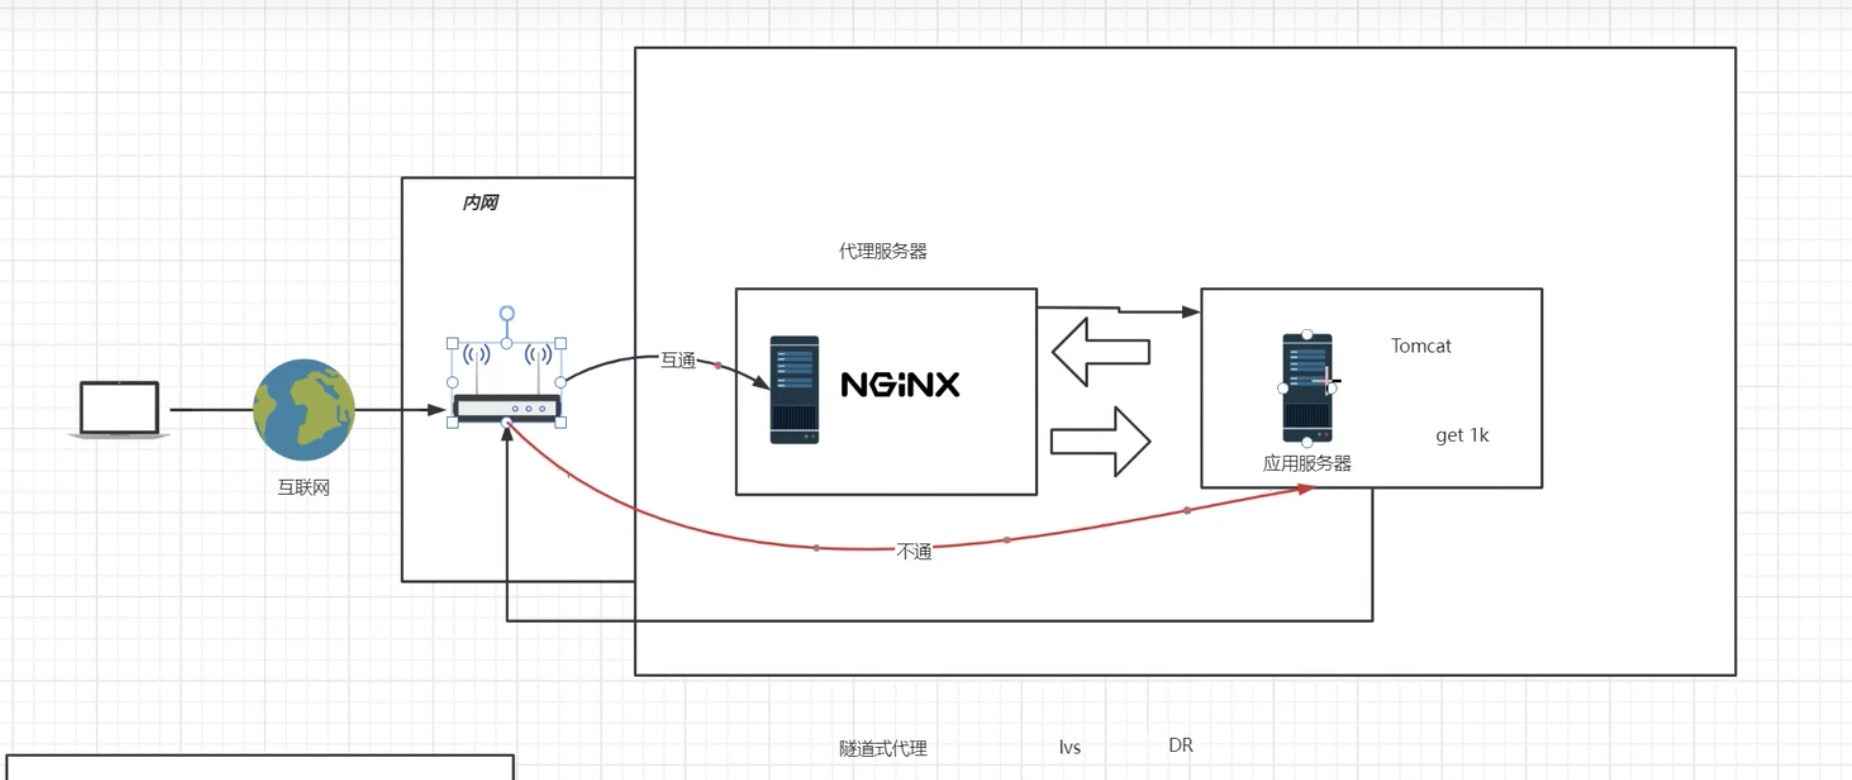 内网
代理服务器
互通
NGiNX
Tomcat
get 1k
应用服务器
互联网
不通
隧道式代理
lvs
DR